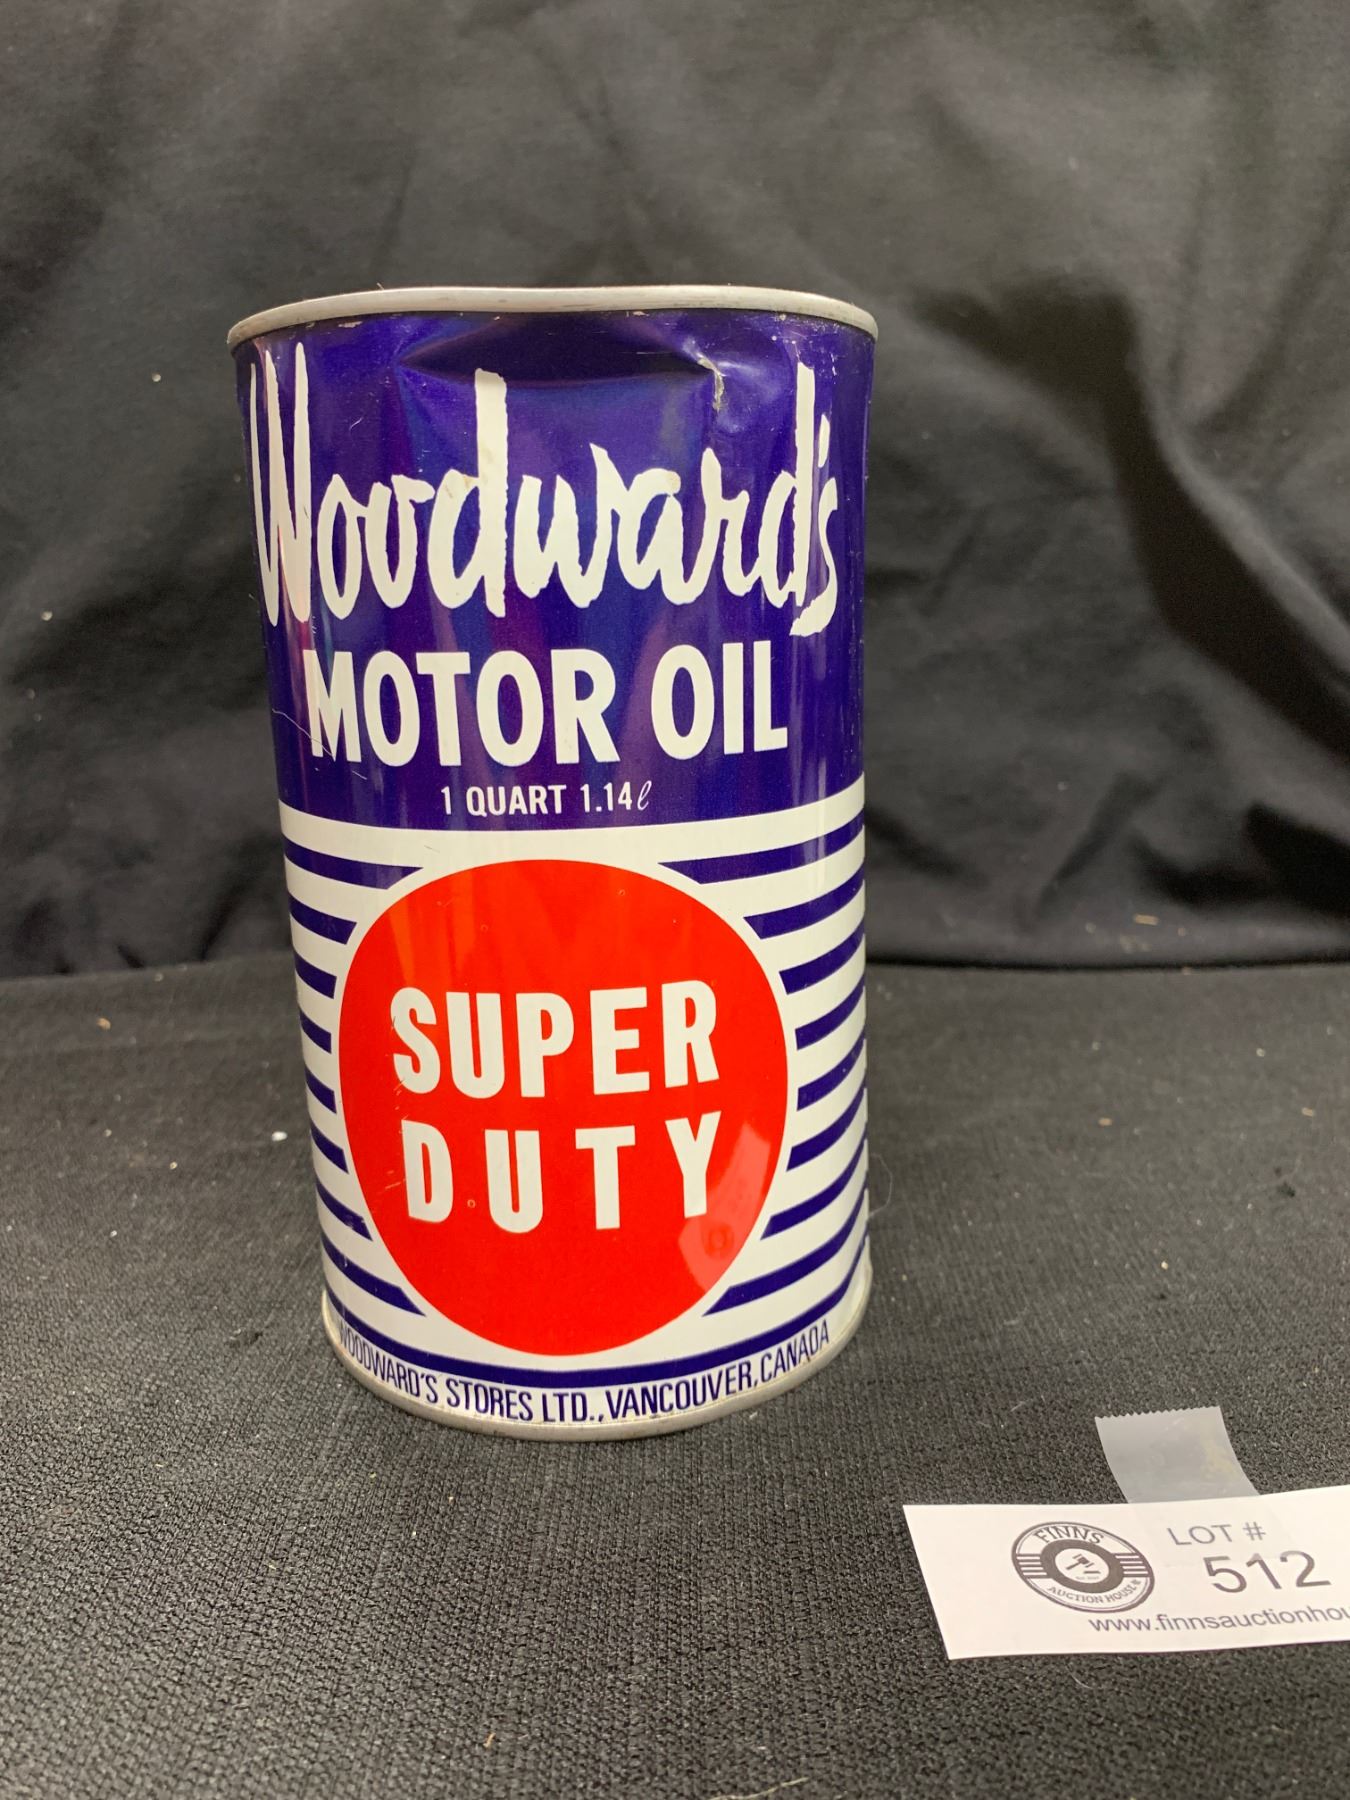 Woodward's
MOTOR OIL
1 QUART 1.14ℓ
SUPER
DUTY
WOODWARD'S STORES LTD., VANCOUVER, CANADA
FINNS
AUCTION HOUSE
LOT #
512
www.finnsauctionhou